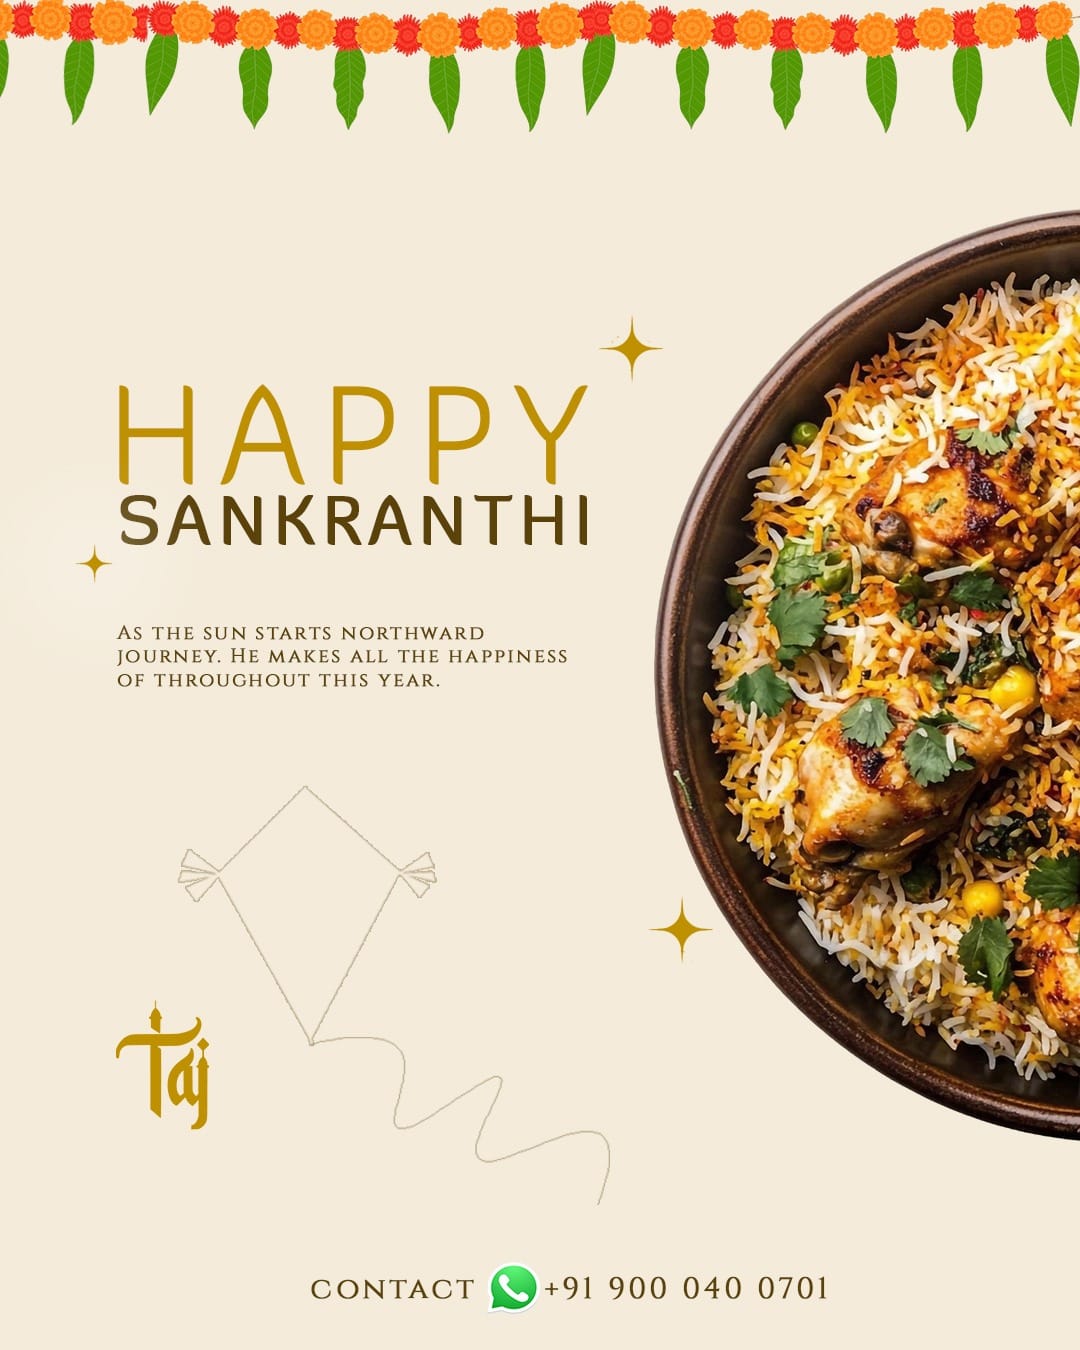 HAPPY
SANKRANTHI
As the sun starts northward
journey. He makes all the happiness
of throughout this year.
Taj
CONTACT +91 900 040 0701